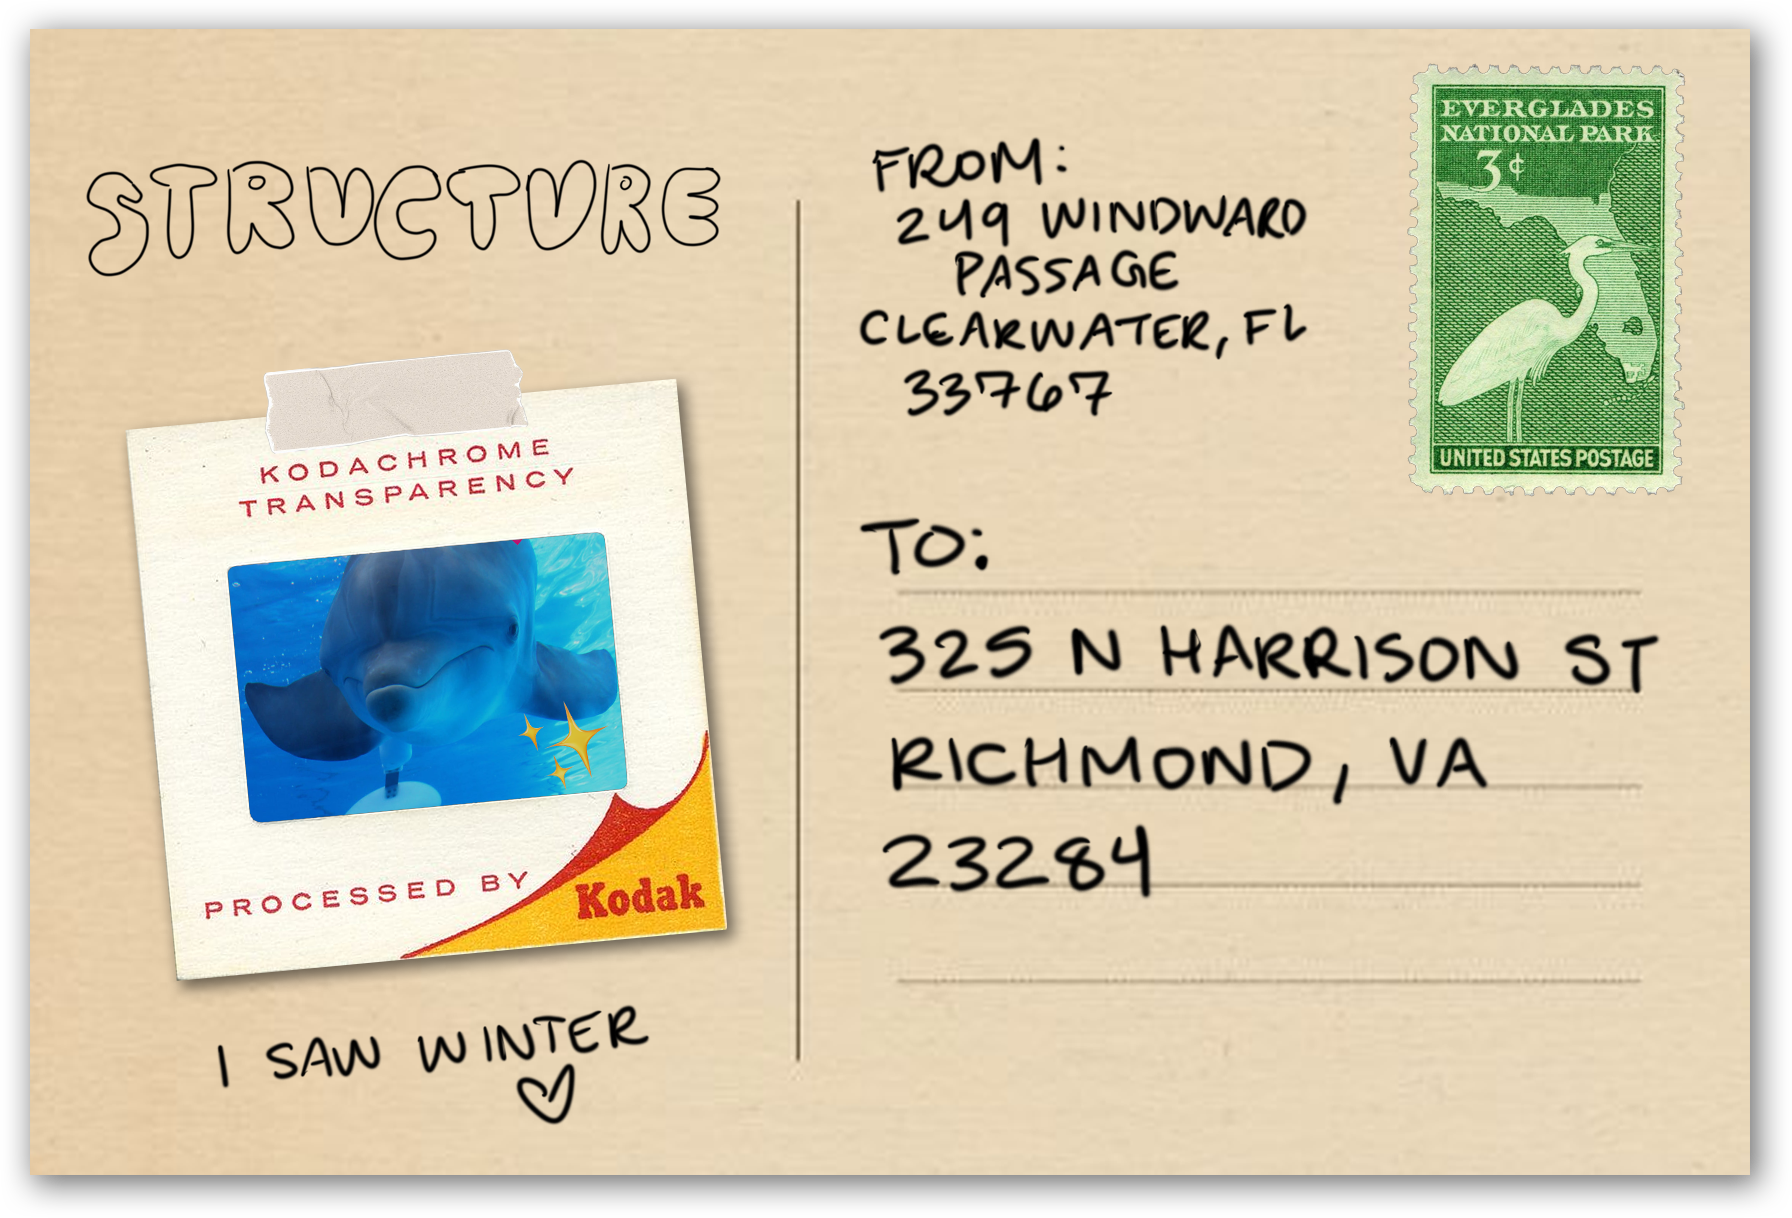 STRUCTURE
KODACHROME
TRANSPARENCY
PROCESSED BY
Kodak
I SAW WINTER
FROM:
249 WINDWARD
PASSAGE
CLEARWATER, FL
33767
EVERGLADES
NATIONAL PARK
3¢
UNITED STATES POSTAGE
TO:
325 N HARRISON ST
RICHMOND, VA
23284